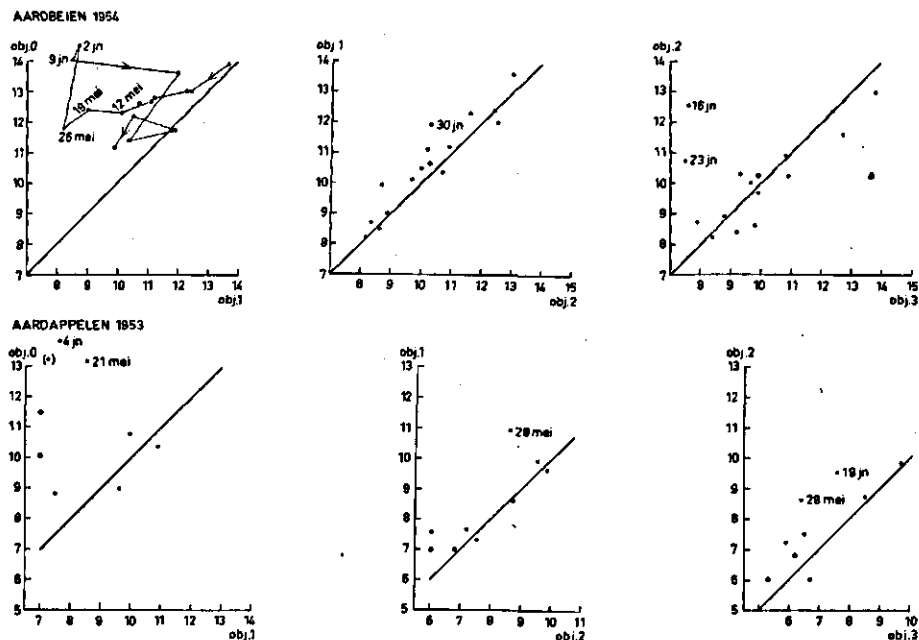 AARDBEIEN 1954
obj.0
14
13
12
11
10
9
8
7
2 jn
9 jn
19 mei
12 mei
26 mei
8 9 10 11 12 13 14
obj.1
obj.1
14
13
12
11
10
9
8
7
30 jn
8 9 10 11 12 13 14 15
obj.2
obj.2
14
13
12
11
10
9
8
7
16 jn
23 jn
8 9 10 11 12 13 14 15
obj.3
AARDAPPELEN 1953
obj.0
(+)
4 jn
21 mei
13
12
11
10
9
8
7
6
5
7 8 9 10 11 12 13 14
obj.1
obj.1
13
12
11
10
9
8
7
6
5
28 mei
6 7 8 9 10 11
obj.2
obj.2
13
12
11
10
9
8
7
6
5
19 jn
28 mei
6 7 8 9 10
obj.3